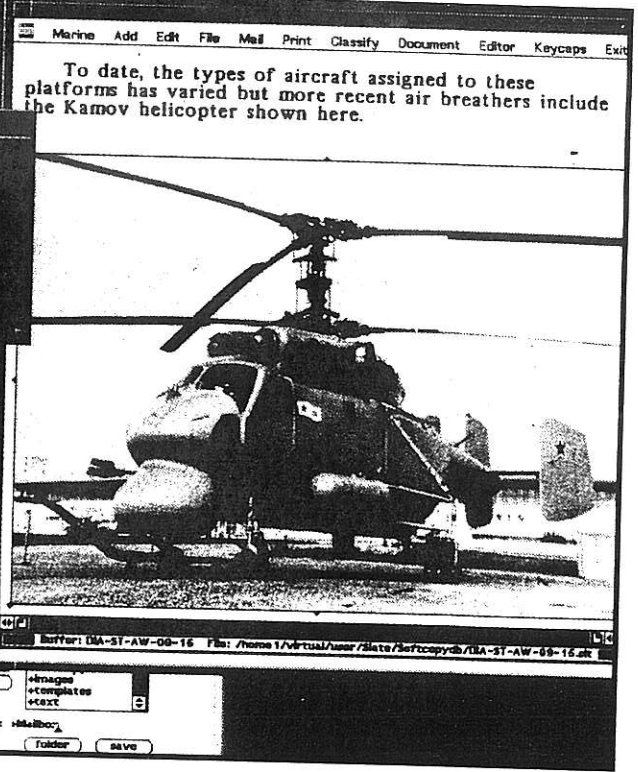 Marine Add Edit File Mail Print Classify Document Editor Keycaps Exit
To date, the types of aircraft assigned to these
platforms has varied but more recent air breathers include
the Kamov helicopter shown here.
Buffer: DIA-ST-AW-09-16 File: /home1/virtual/user/Slate/Softcopydb/DIA-ST-AW-09-16.slt
+images
+templates
+text
folder save